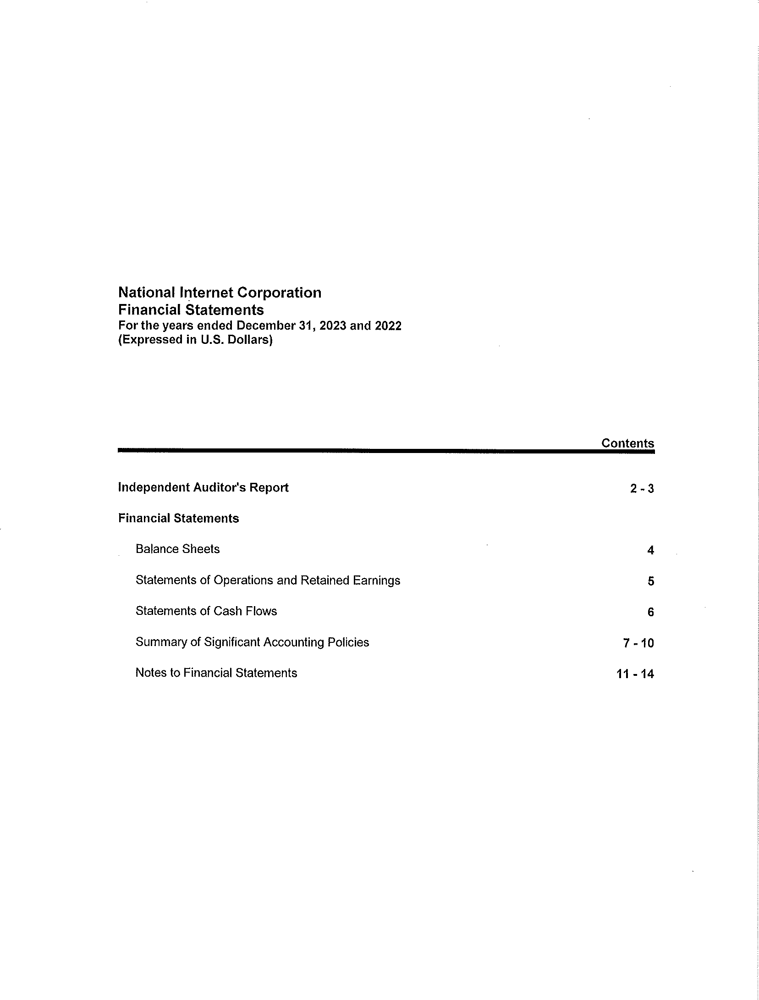 National Internet Corporation
Financial Statements
For the years ended December 31, 2023 and 2022
(Expressed in U.S. Dollars)
Contents
Independent Auditor's Report 2 - 3
Financial Statements
Balance Sheets 4
Statements of Operations and Retained Earnings 5
Statements of Cash Flows 6
Summary of Significant Accounting Policies 7 - 10
Notes to Financial Statements 11 - 14